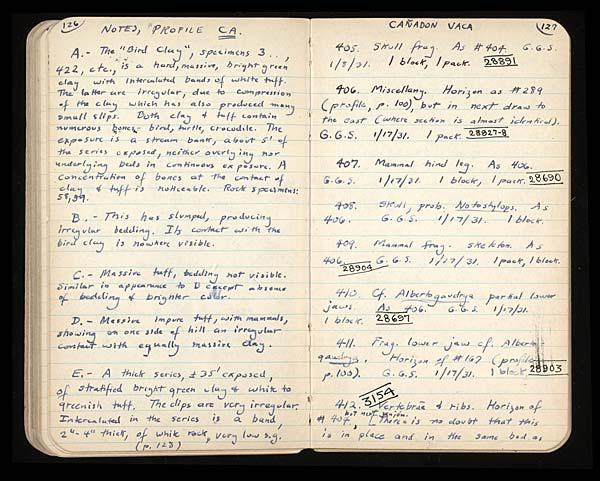 126
NOTES, "PROFILE CA.
A.- The "Bird Clay", specimens 3..,
422, etc., is a hard, massive, bright green
clay with intercalated bands of white tuff.
The latter are irregular, due to compression
of the clay which has also produced many
small slips. Both clay & tuff contain
numerous bones - bird, turtle, crocodile. The
exposure is a stream bank, about 5' of
the series exposed, neither overlying nor
underlying beds in continuous exposure. A
concentration of bones at the contact of
clay & tuff is noticeable. Rock specimens:
58, 59.
B.- This has slumped, producing
irregular bedding. Its contact with the
bird clay is nowhere visible.
C.- Massive tuff, bedding not visible.
Similar in appearance to D except absence
of bedding & brighter color.
D.- Massive impure tuff, with mammals,
showing on one side of hill an irregular
contact with equally massive clay.
E.- A thick series, ± 35' exposed,
of stratified bright green clay & white to
greenish tuff. The dips are very irregular.
Intercalated in the series is a band,
2"- 4" thick, of white rock, very low s.g.
(p. 123)
CAÑADON VACA
127
405. Skull frag. As #404. G.G.S.
1/8/31. 1 block, 1 pack. 28891
406. Miscellany. Horizon as #289
(profile, p. 100), but in next draw to
the east (where section is almost identical).
G.G.S. 1/17/31. 1 pack. 28827-8
407. Mammal hind leg. As 406.
G.G.S. 1/17/31. 1 block, 1 pack. 28690
408. Skull, prob. Notostylops. As
406. G.G.S. 1/17/31. 1 block.
409. Mammal frag. skeleton. As
406. G.G.S. 1/17/31. 1 pack, 1 block.
28904
410. Cf. Albertogaudrya partial lower
jaws. As 406. G.G.S. 1/17/31.
1 block. 28697
411. Frag. lower jaw cf. Alberto-
gaudrya. Horizon of #167 (profile
p. 100). G.G.S. 1/17/31. 1 block 28903
3154
412. Vertebrae & ribs. Horizon of
# 404, [There is no doubt that this
is in place and in the same bed as